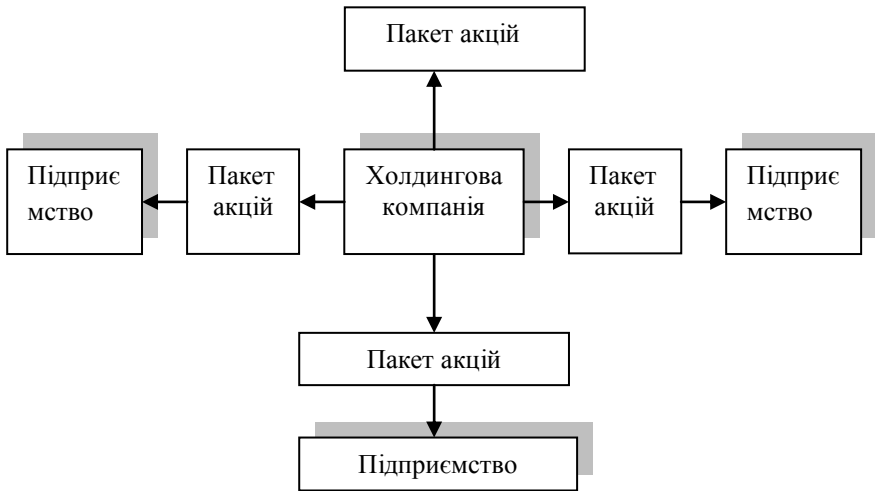 Пакет акцій
Підприє
мство
Пакет
акцій
Холдингова
компанія
Пакет
акцій
Підприє
мство
Пакет акцій
Підприємство